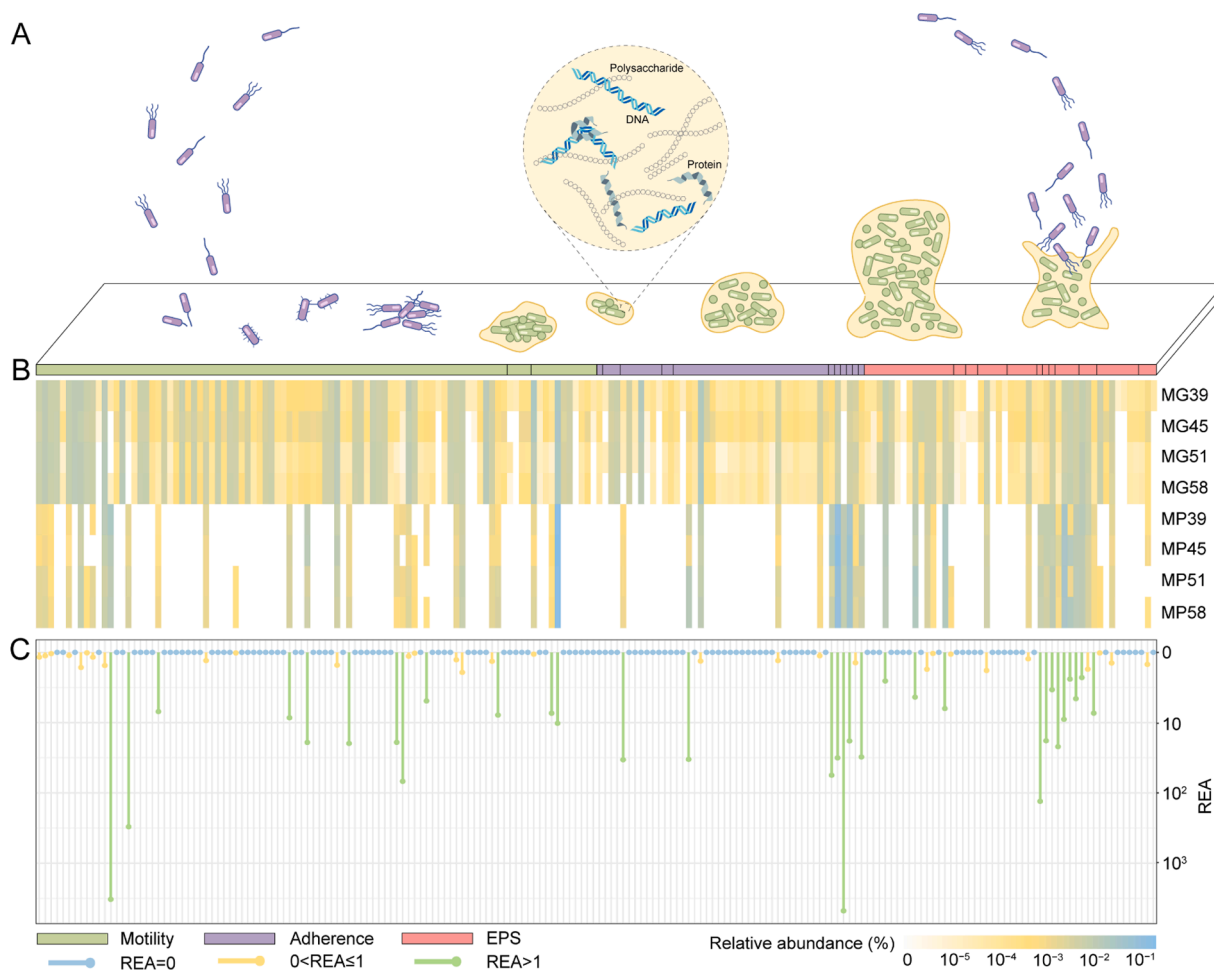 A
Polysaccharide
DNA
Protein
B
MG39
MG45
MG51
MG58
MP39
MP45
MP51
MP58
C
0
10
10²
10³
REA
Motility
Adherence
EPS
REA=0
0<REA≤1
REA>1
Relative abundance (%)
0
10⁻⁵
10⁻⁴
10⁻³
10⁻²
10⁻¹